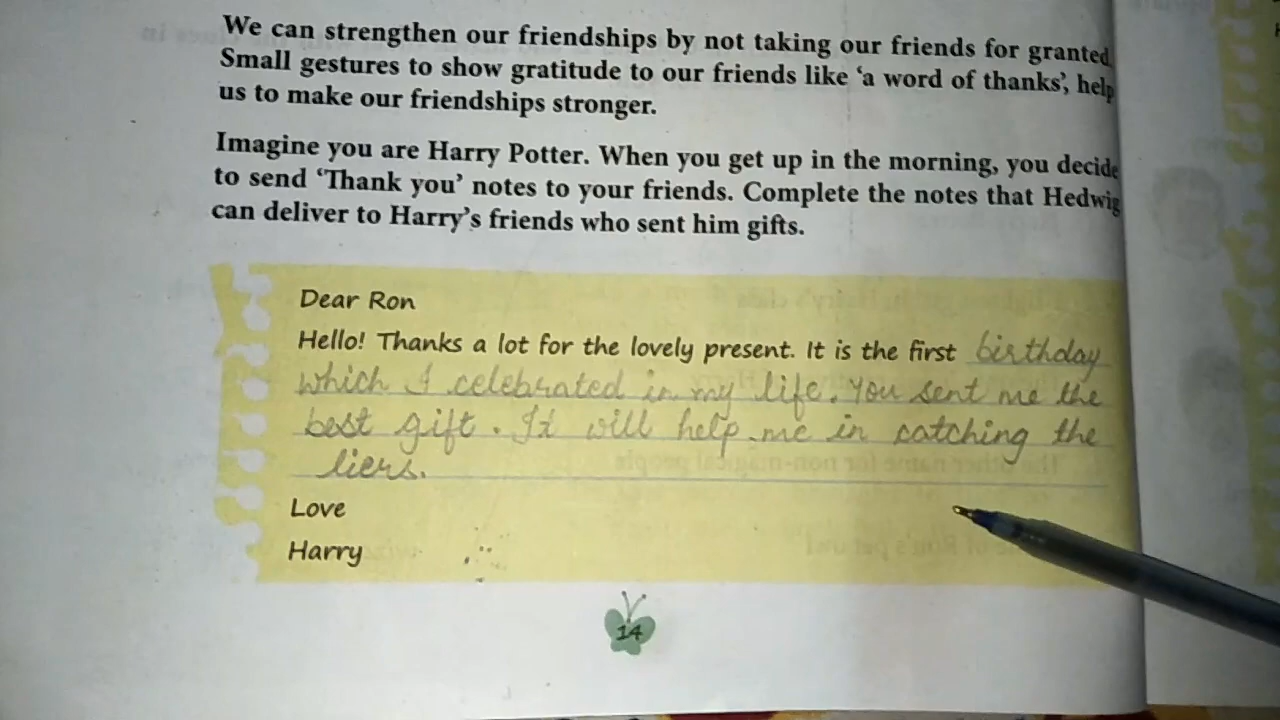 We can strengthen our friendships by not taking our friends for granted.
Small gestures to show gratitude to our friends like ‘a word of thanks’, help
us to make our friendships stronger.
Imagine you are Harry Potter. When you get up in the morning, you decide
to send ‘Thank you’ notes to your friends. Complete the notes that Hedwig
can deliver to Harry’s friends who sent him gifts.
Dear Ron
Hello! Thanks a lot for the lovely present. It is the first birthday
which I celebrated in my life. You sent me the
best gift. It will help me in catching the
liers.
Love
Harry
14